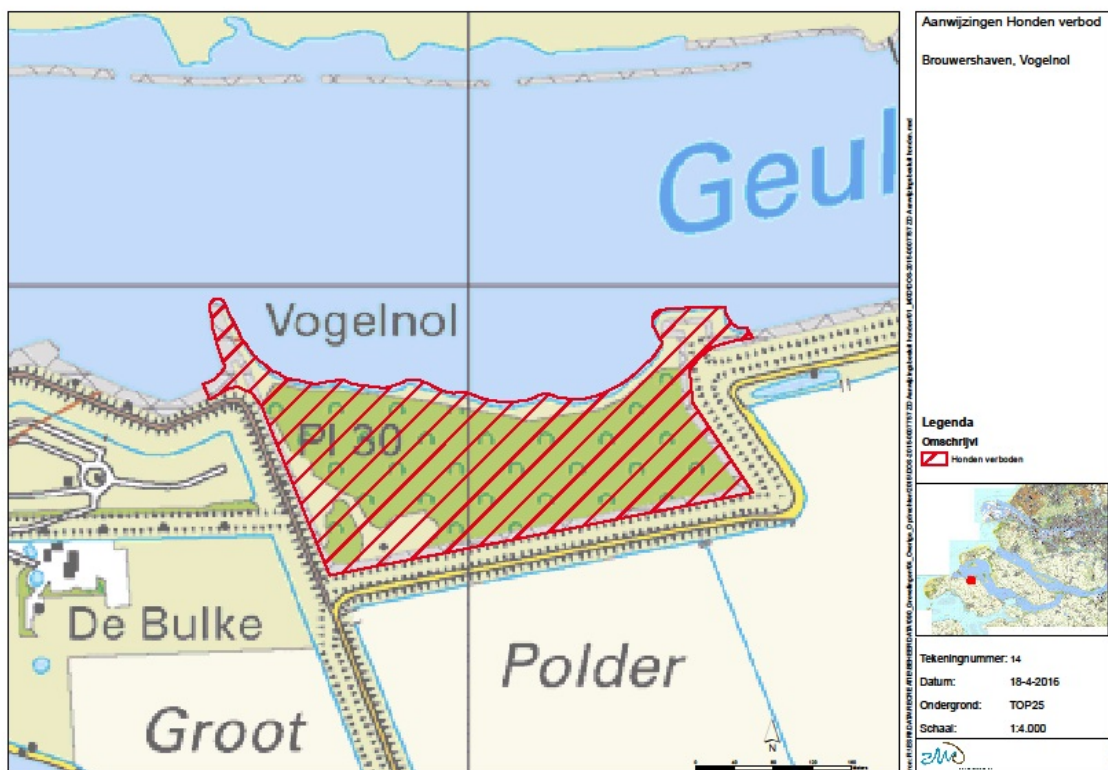 Geul
Vogelnol
Pl 30
De Bulke
Polder
Groot
N
Aanwijzingen Honden verbod
Brouwershaven, Vogelnol
Legenda
Omschrijvi
Honden verboden
Tekeningnummer: 14
Datum: 18-4-2016
Ondergrond: TOP25
Schaal: 1:4.000